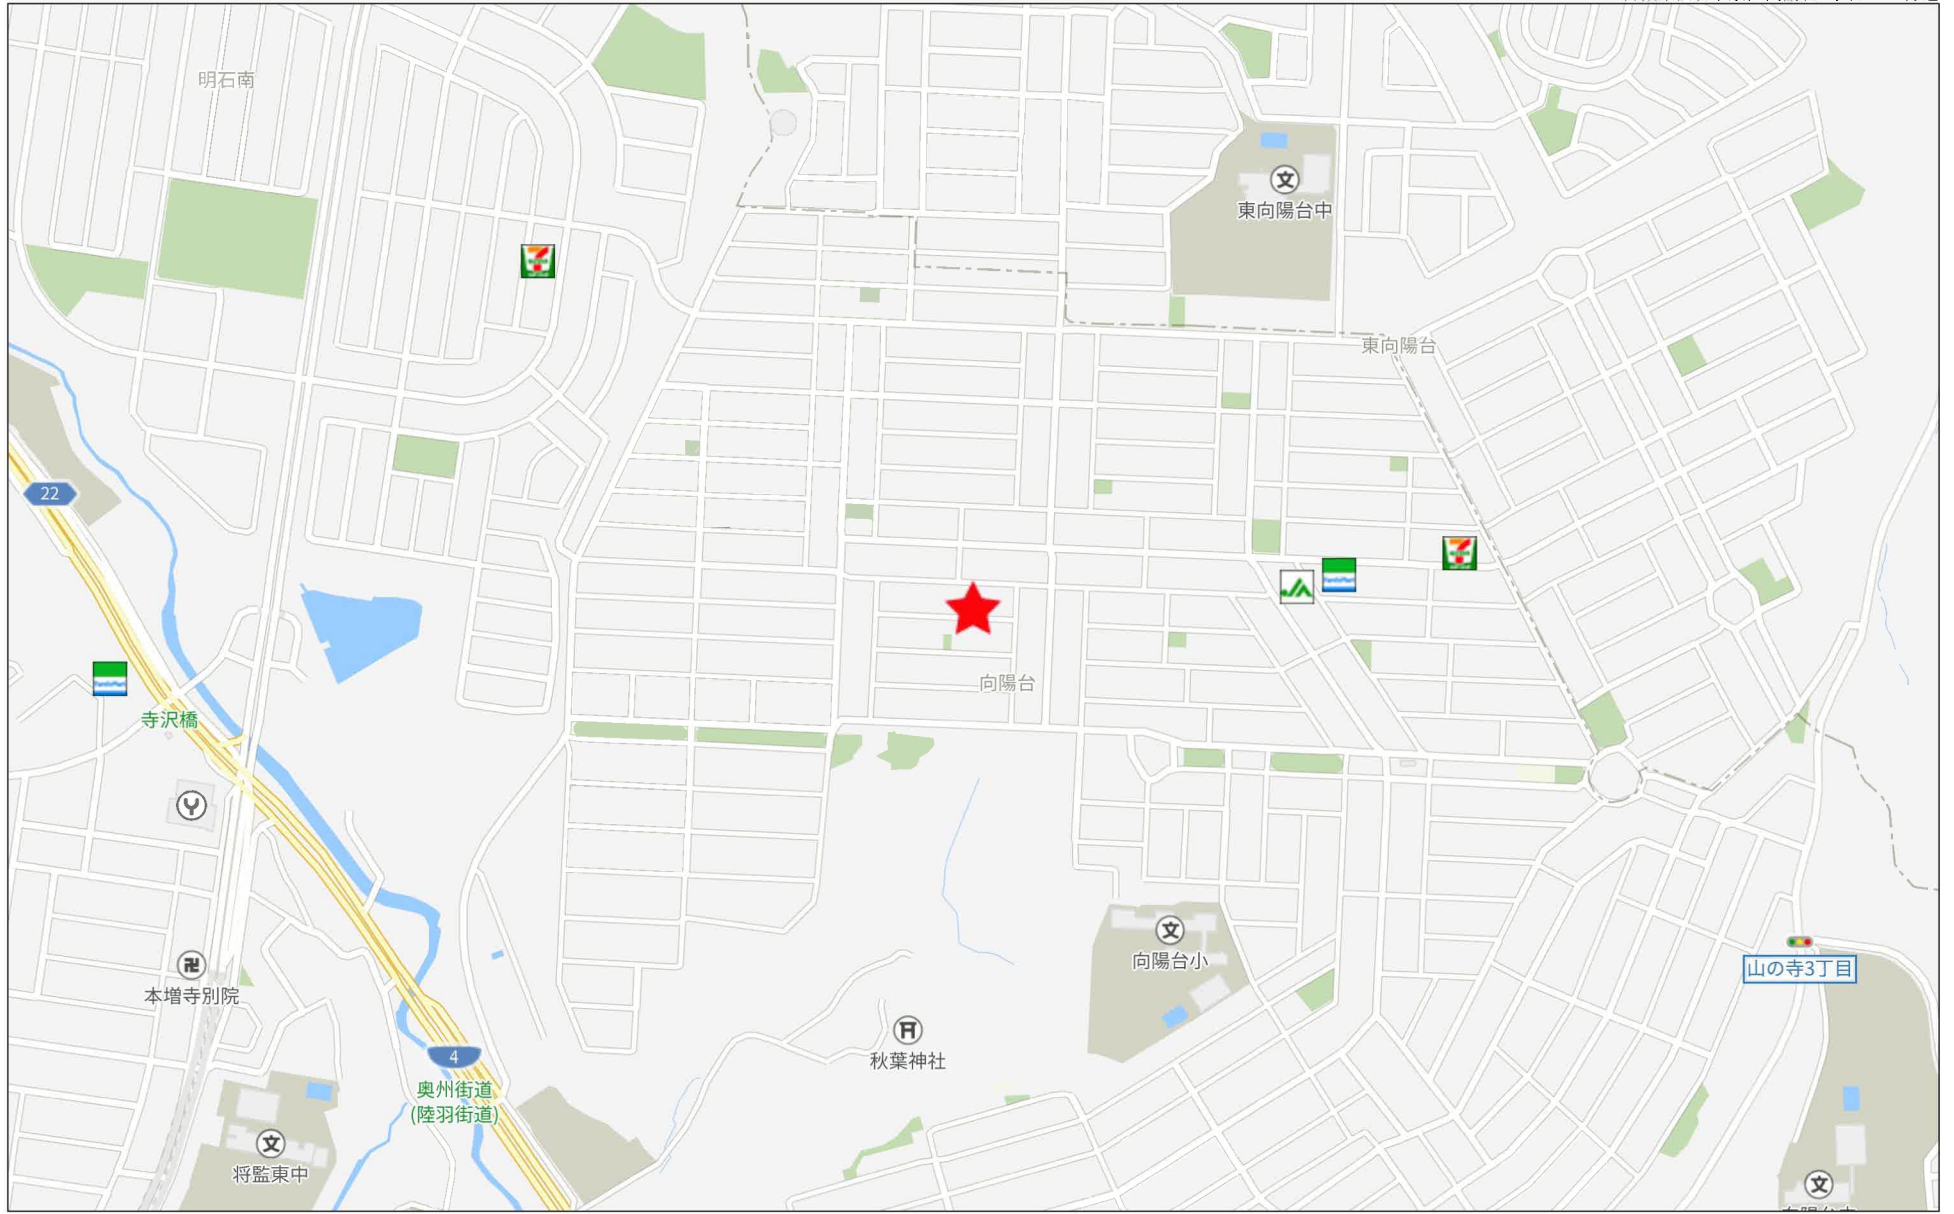 明石南
東向陽台中
東向陽台
22
向陽台
寺沢橋
向陽台小
山の寺3丁目
本増寺別院
秋葉神社
4
奥州街道
(陸羽街道)
将監東中